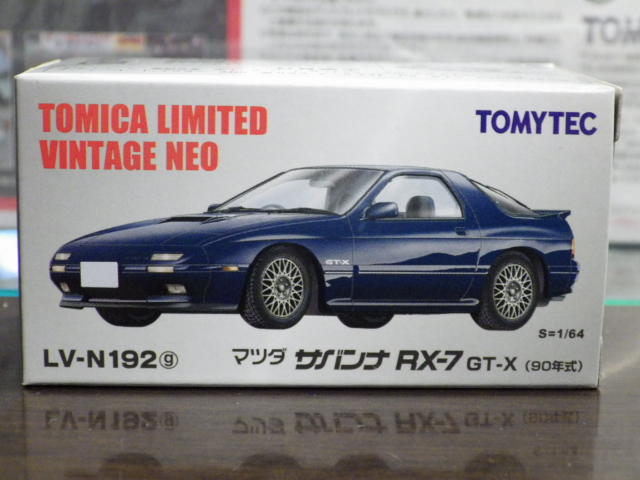 TOMICA LIMITED
VINTAGE NEO
TOMYTEC
GT-X
S=1/64
LV-N192ⓖ マツダ サバンナ RX-7 GT-X (90年式)
TOMY